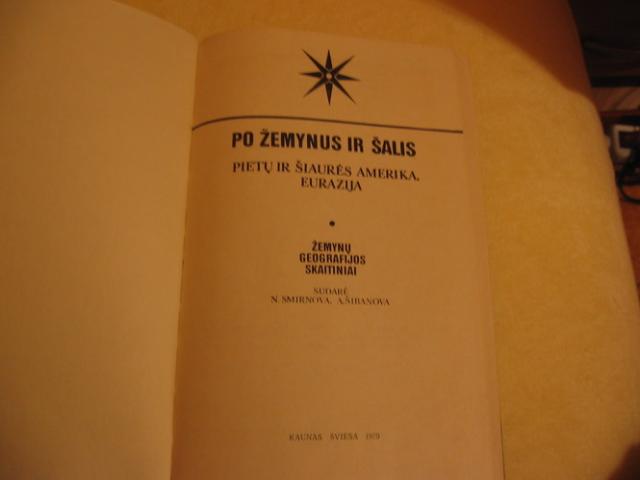 PO ŽEMYNUS IR ŠALIS
PIETŲ IR ŠIAURĖS AMERIKA,
EURAZIJA
ŽEMYNŲ
GEOGRAFIJOS
SKAITINIAI
SUDARĖ
N. SMIRNOVA, A.ŠIBANOVA
KAUNAS ŠVIESA 1979